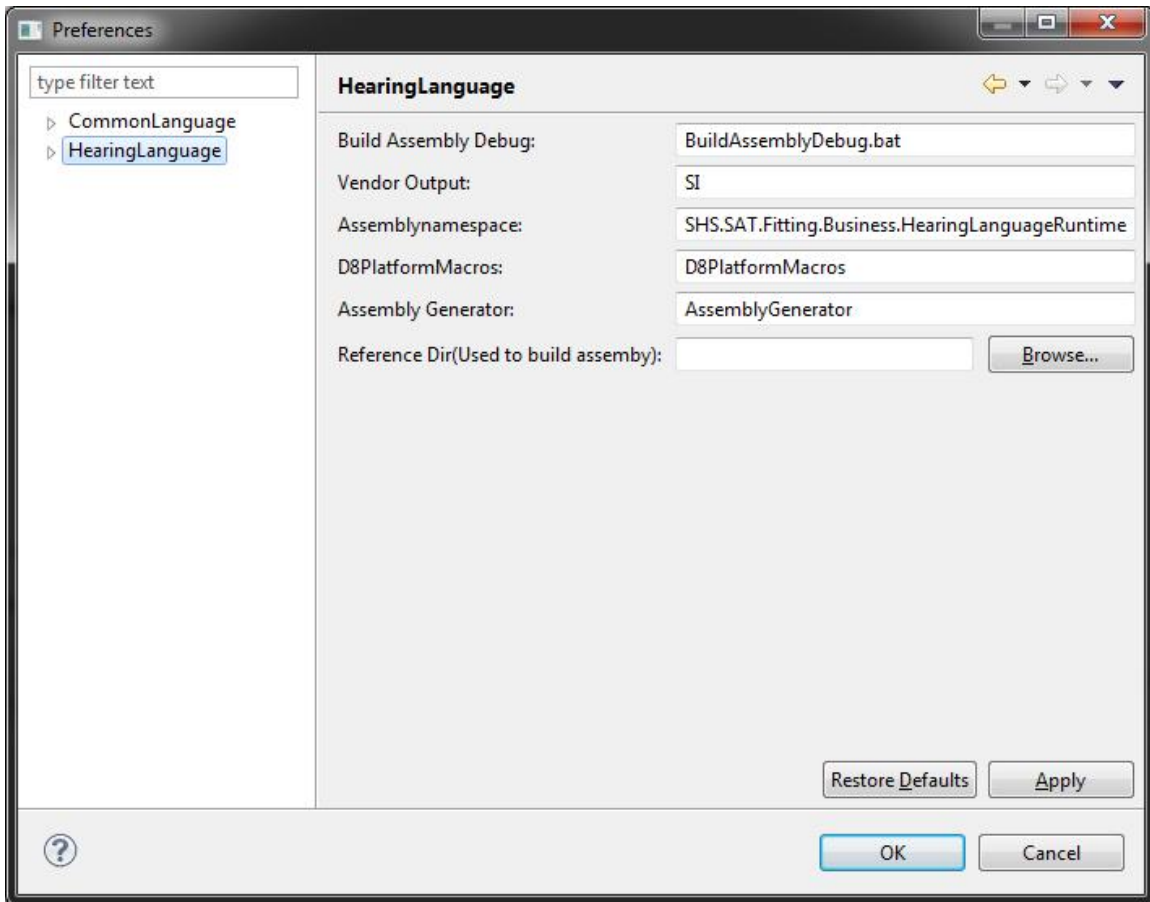 Preferences
type filter text
CommonLanguage
HearingLanguage
HearingLanguage
Build Assembly Debug: BuildAssemblyDebug.bat
Vendor Output: SI
Assemblynamespace: SHS.SAT.Fitting.Business.HearingLanguageRuntime
D8PlatformMacros: D8PlatformMacros
Assembly Generator: AssemblyGenerator
Reference Dir(Used to build assemby): Browse...
Restore Defaults Apply
? OK Cancel